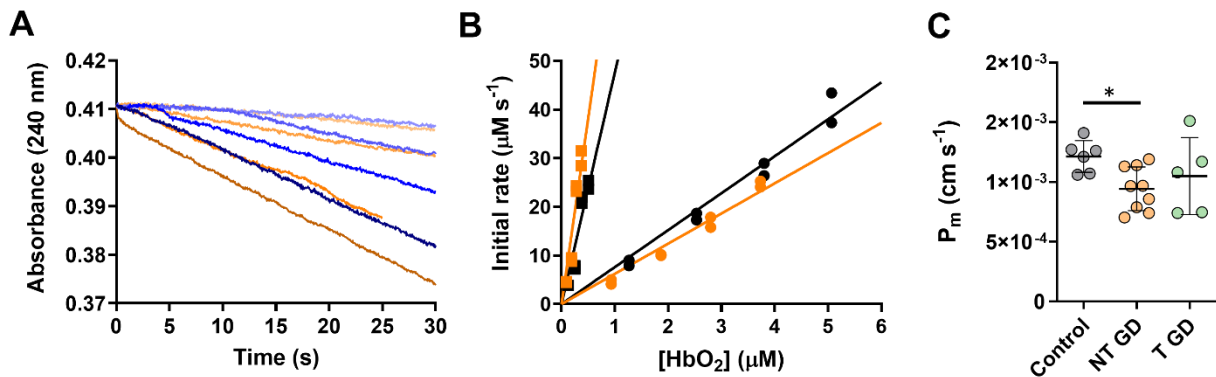 A
Absorbance (240 nm)
0.42
0.41
0.40
0.39
0.38
0.37
0 5 10 15 20 25 30
Time (s)
B
Initial rate (μM s⁻¹)
50
40
30
20
10
0
0 1 2 3 4 5 6
[HbO₂] (μM)
C
Pₘ (cm s⁻¹)
2×10⁻³
2×10⁻³
1×10⁻³
5×10⁻⁴
0
*
Control
NT GD
T GD